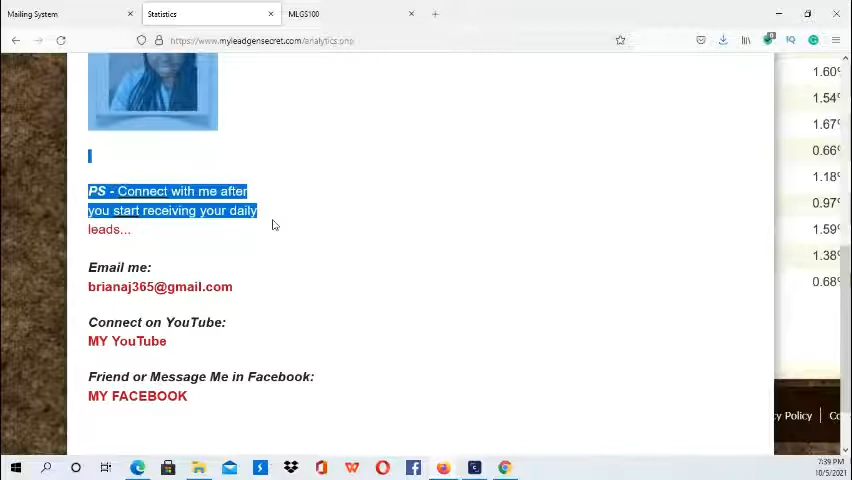 Mailing System
Statistics
MLGS100
https://www.myleadgensecret.com/analytics.php
PS - Connect with me after
you start receiving your daily
leads...
Email me:
brianaj365@gmail.com
Connect on YouTube:
MY YouTube
Friend or Message Me in Facebook:
MY FACEBOOK
1.60%
1.54%
1.67%
0.66%
1.18%
0.97%
1.59%
1.38%
0.68%
cy Policy
7:39 PM
10/5/2021